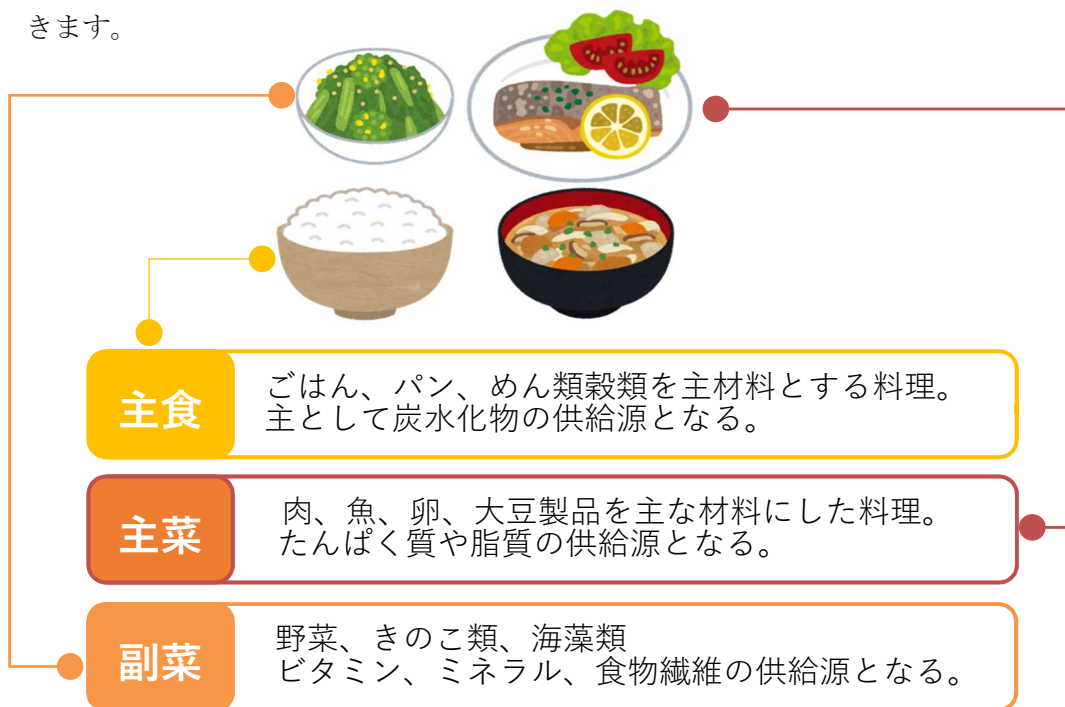 きます。
主食
ごはん、パン、めん類穀類を主材料とする料理。
主として炭水化物の供給源となる。
主菜
肉、魚、卵、大豆製品を主な材料にした料理。
たんぱく質や脂質の供給源となる。
副菜
野菜、きのこ類、海藻類
ビタミン、ミネラル、食物繊維の供給源となる。